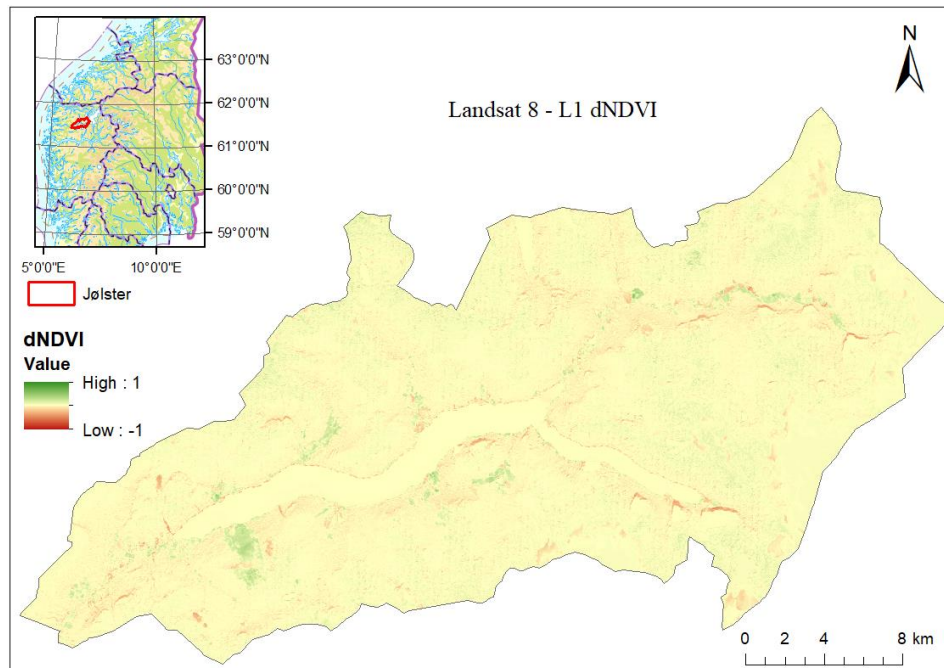 N
Landsat 8 - L1 dNDVI
63°0'0"N
62°0'0"N
61°0'0"N
60°0'0"N
59°0'0"N
5°0'0"E 10°0'0"E
Jølster
dNDVI
Value
High : 1
Low : -1
0 2 4 8 km